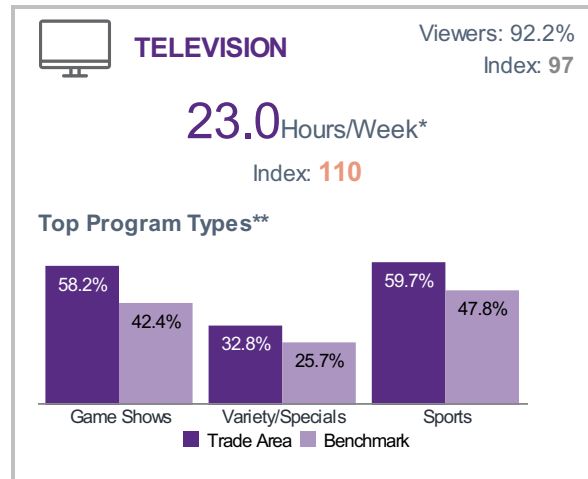 TELEVISION
Viewers: 92.2%
Index: 97
23.0Hours/Week*
Index: 110
Top Program Types**
58.2%
42.4%
32.8%
25.7%
59.7%
47.8%
Game Shows
Variety/Specials
Sports
Trade Area
Benchmark